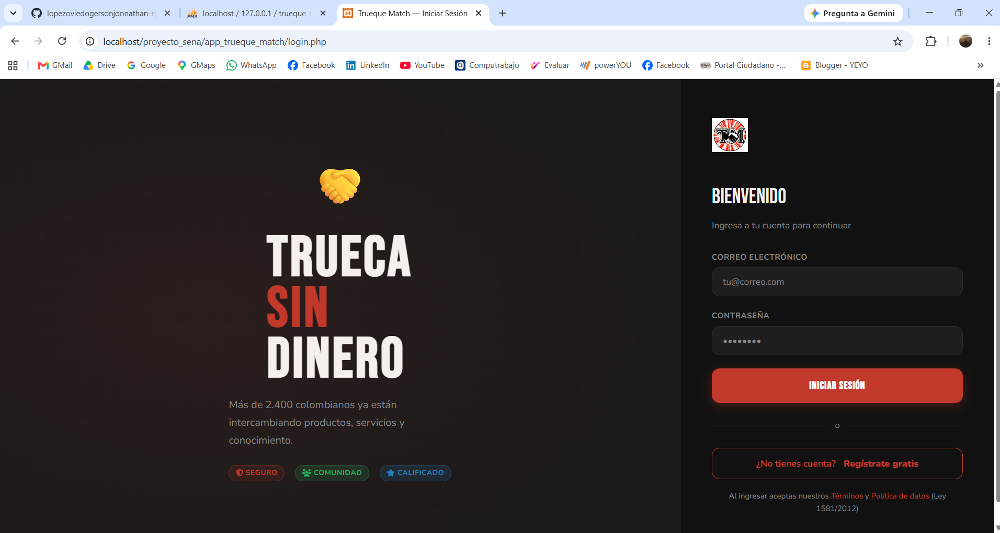 lopezoviedogersonjonnathan-rg
localhost / 127.0.0.1 / trueque_m
Trueque Match — Iniciar Sesión
Pregunta a Gemini
localhost/proyecto_sena/app_trueque_match/login.php
GMail
Drive
Google
GMaps
WhatsApp
Facebook
LinkedIn
YouTube
Computrabajo
Evaluar
powerYOU
Facebook
Portal Ciudadano -...
Blogger - YEYO
🤝
TRUECA
SIN
DINERO
Más de 2.400 colombianos ya están
intercambiando productos, servicios y
conocimiento.
SEGURO
COMUNIDAD
CALIFICADO
TM
BIENVENIDO
Ingresa a tu cuenta para continuar
CORREO ELECTRÓNICO
tu@correo.com
CONTRASEÑA
••••••••
INICIAR SESIÓN
o
¿No tienes cuenta? Regístrate gratis
Al ingresar aceptas nuestros Términos y Política de datos (Ley
1581/2012)